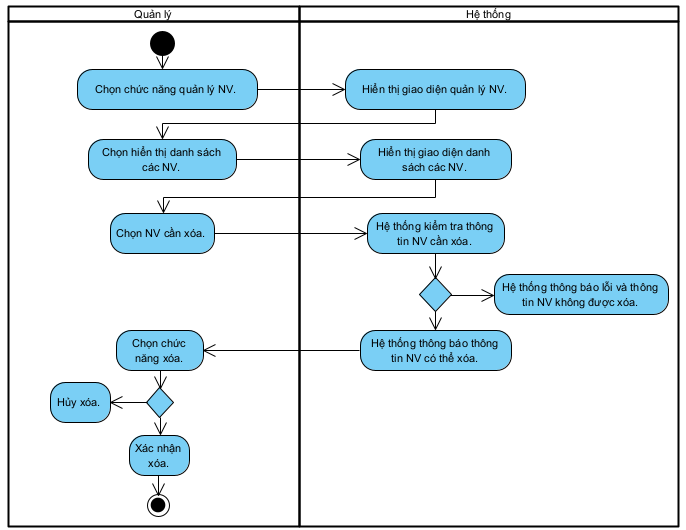 Quản lý
Hệ thống
Chọn chức năng quản lý NV.
Hiển thị giao diện quản lý NV.
Chọn hiển thị danh sách
các NV.
Hiển thị giao diện danh
sách các NV.
Chọn NV cần xóa.
Hệ thống kiểm tra thông
tin NV cần xóa.
Hệ thống thông báo lỗi và thông
tin NV không được xóa.
Chọn chức
năng xóa.
Hệ thống thông báo thông
tin NV có thể xóa.
Hủy xóa.
Xác nhận
xóa.